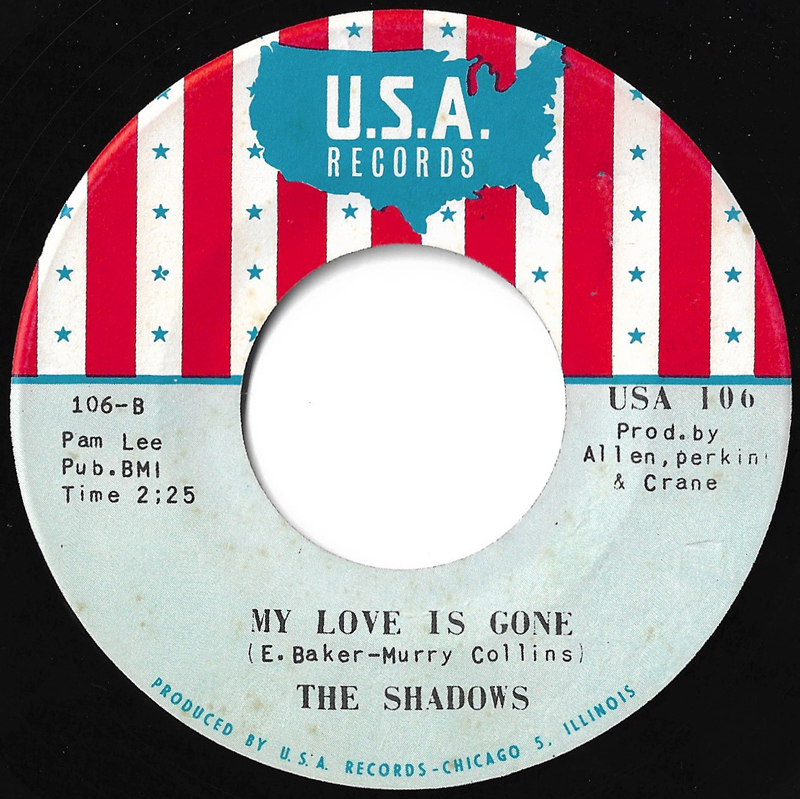 U.S.A.
RECORDS
106-B
Pam Lee
Pub.BMI
Time 2;25
USA 106
Prod.by
Allen,perkin
& Crane
MY LOVE IS GONE
(E.Baker-Murry Collins)
THE SHADOWS
PRODUCED BY U.S.A. RECORDS-CHICAGO 5, ILLINOIS